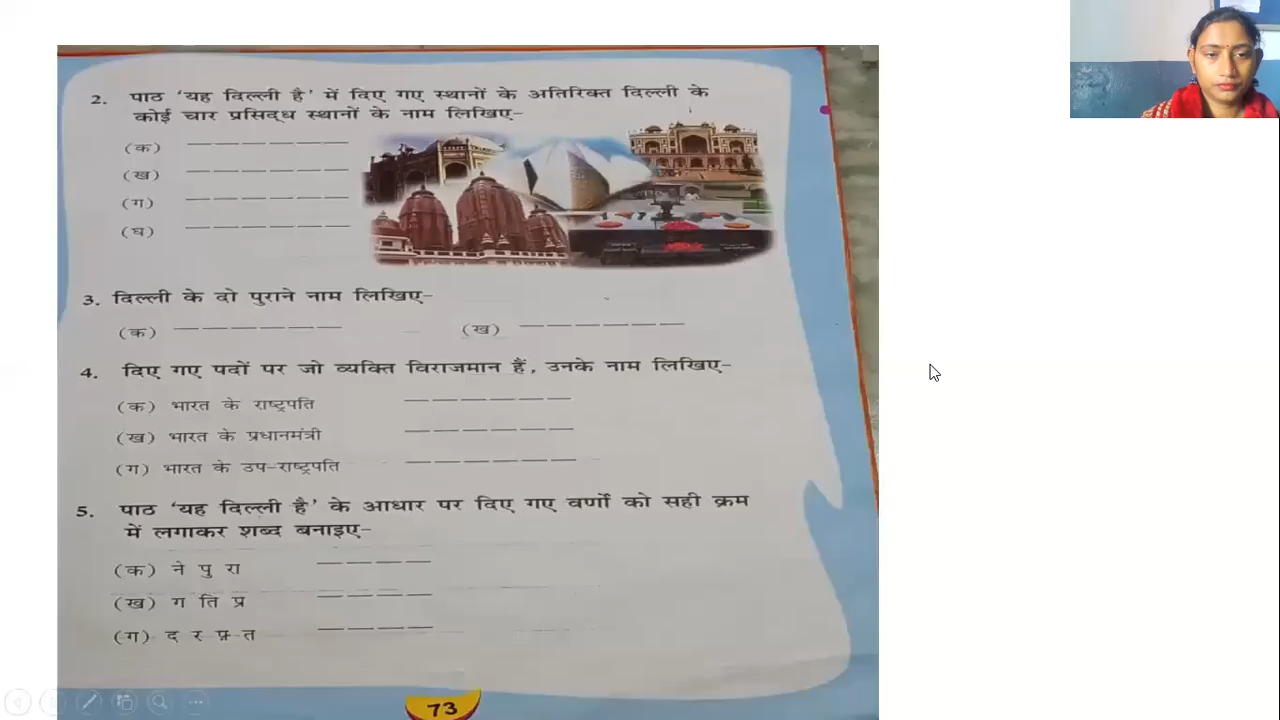 2. पाठ 'यह दिल्ली है' में दिए गए स्थानों के अतिरिक्त दिल्ली के
कोई चार प्रसिद्ध स्थानों के नाम लिखिए–
(क)
(ख)
(ग)
(घ)
3. दिल्ली के दो पुराने नाम लिखिए–
(क) (ख)
4. दिए गए पदों पर जो व्यक्ति विराजमान हैं, उनके नाम लिखिए–
(क) भारत के राष्ट्रपति
(ख) भारत के प्रधानमंत्री
(ग) भारत के उप-राष्ट्रपति
5. पाठ 'यह दिल्ली है' के आधार पर दिए गए वर्णों को सही क्रम
में लगाकर शब्द बनाइए–
(क) ने पु रा
(ख) ग ति प्र
(ग) द र फ़्-त
73